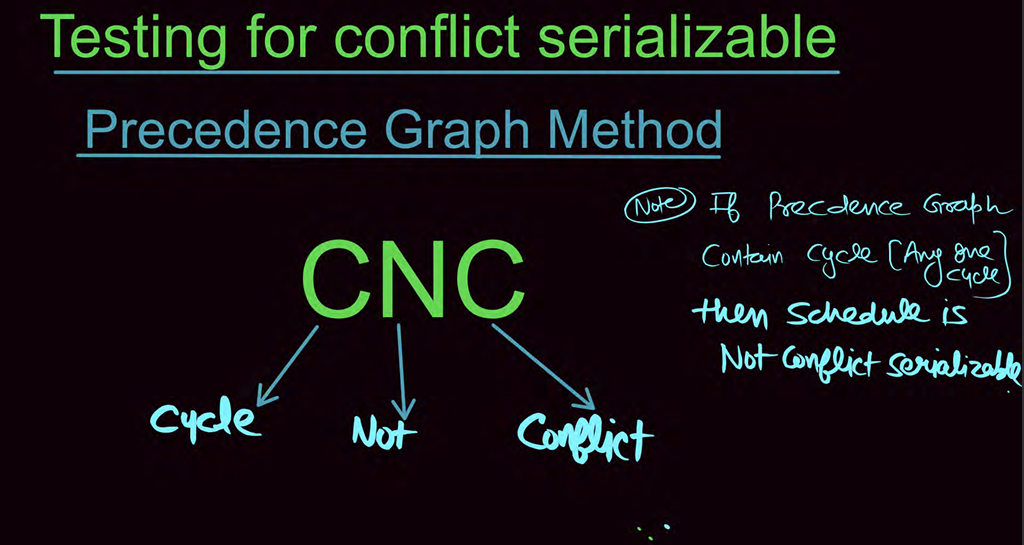 Testing for conflict serializable
Precedence Graph Method
CNC
Cycle Not Conflict
Note If Precdence Graph
Contain Cycle [Any one
cycle]
then schedule is
Not Conflict serializable